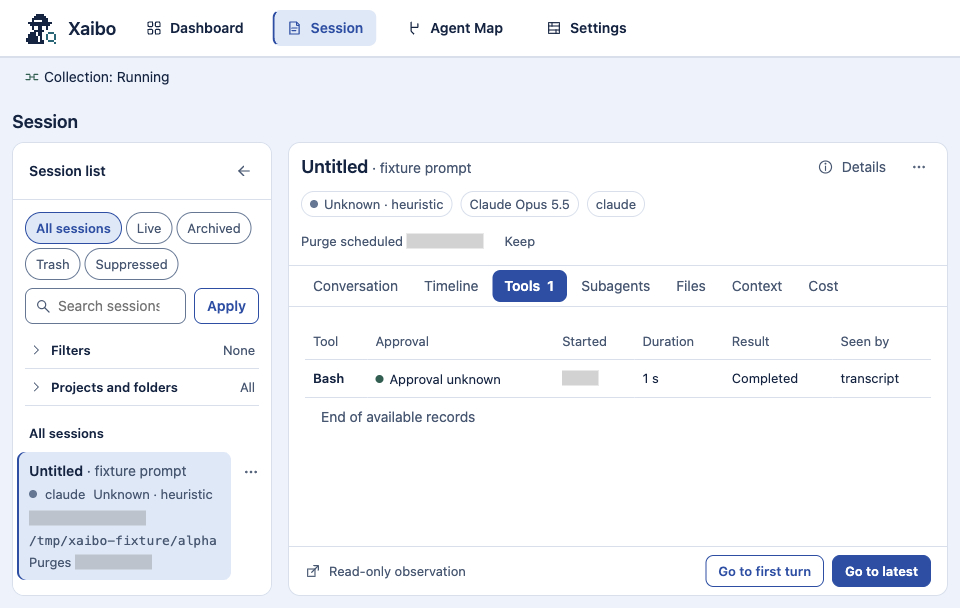 Xaibo
Dashboard
Session
Agent Map
Settings
Collection: Running
Session
Session list
All sessions
Live
Archived
Trash
Suppressed
Search sessions
Apply
Filters
None
Projects and folders
All
All sessions
Untitled · fixture prompt
claude Unknown · heuristic
/tmp/xaibo-fixture/alpha
Purges
Untitled · fixture prompt
Details
Unknown · heuristic
Claude Opus 5.5
claude
Purge scheduled
Keep
Conversation
Timeline
Tools 1
Subagents
Files
Context
Cost
Tool Approval Started Duration Result Seen by
Bash Approval unknown 1 s Completed transcript
End of available records
Read-only observation
Go to first turn
Go to latest